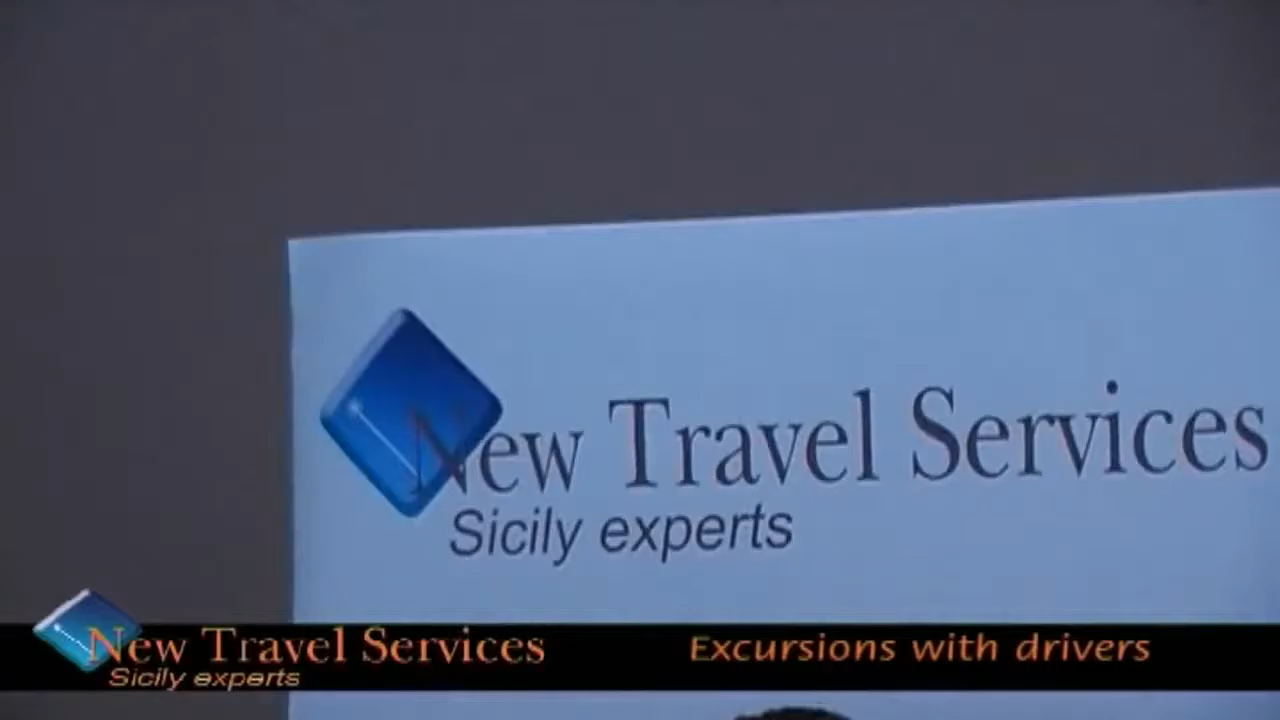 New Travel Services
Sicily experts
New Travel Services
Excursions with drivers
Sicily experts